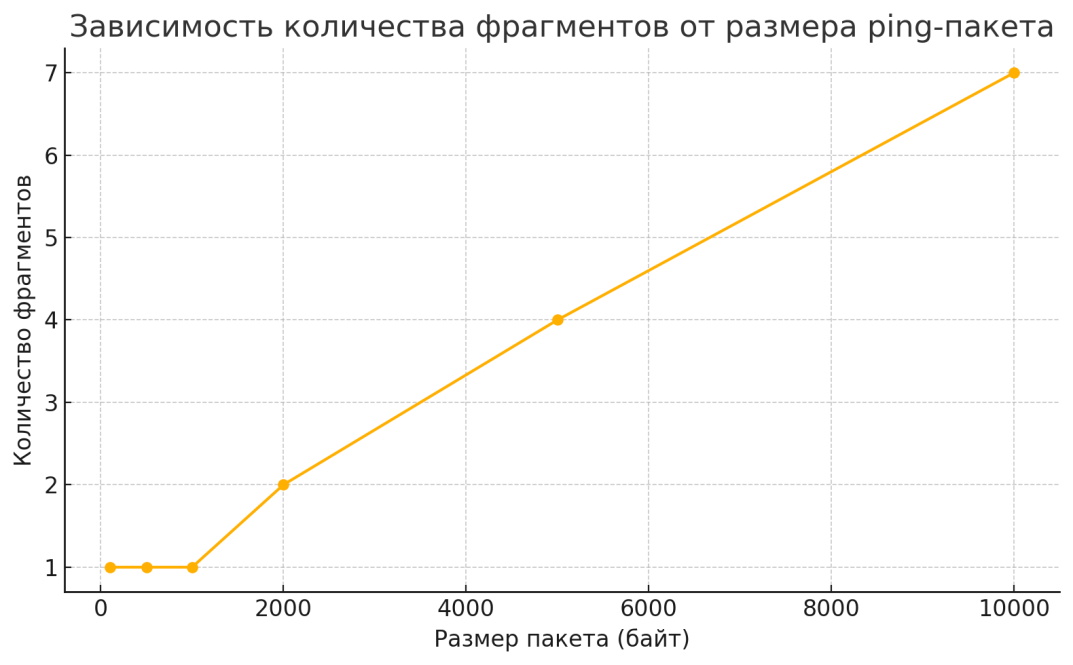 Зависимость количества фрагментов от размера ping-пакета
Количество фрагментов
7
6
5
4
3
2
1
0 2000 4000 6000 8000 10000
Размер пакета (байт)